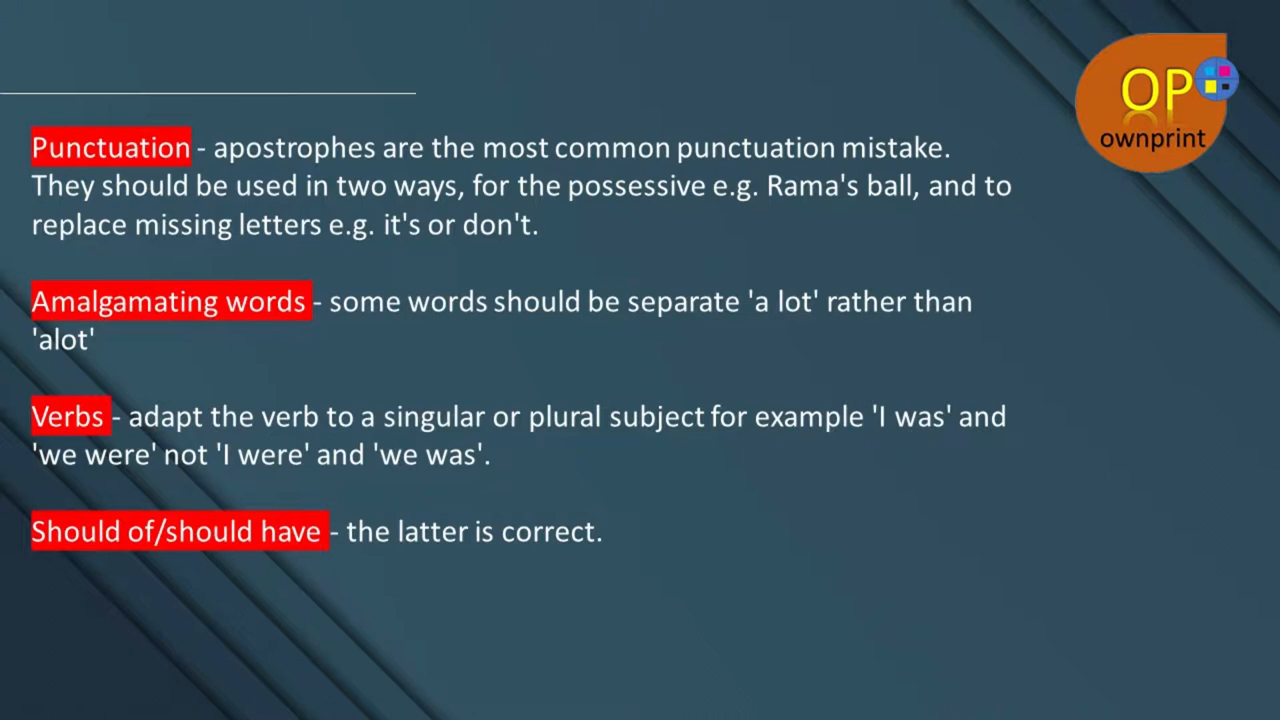 OP
ownprint
Punctuation - apostrophes are the most common punctuation mistake.
They should be used in two ways, for the possessive e.g. Rama's ball, and to
replace missing letters e.g. it's or don't.
Amalgamating words - some words should be separate 'a lot' rather than
'alot'
Verbs - adapt the verb to a singular or plural subject for example 'I was' and
'we were' not 'I were' and 'we was'.
Should of/should have - the latter is correct.